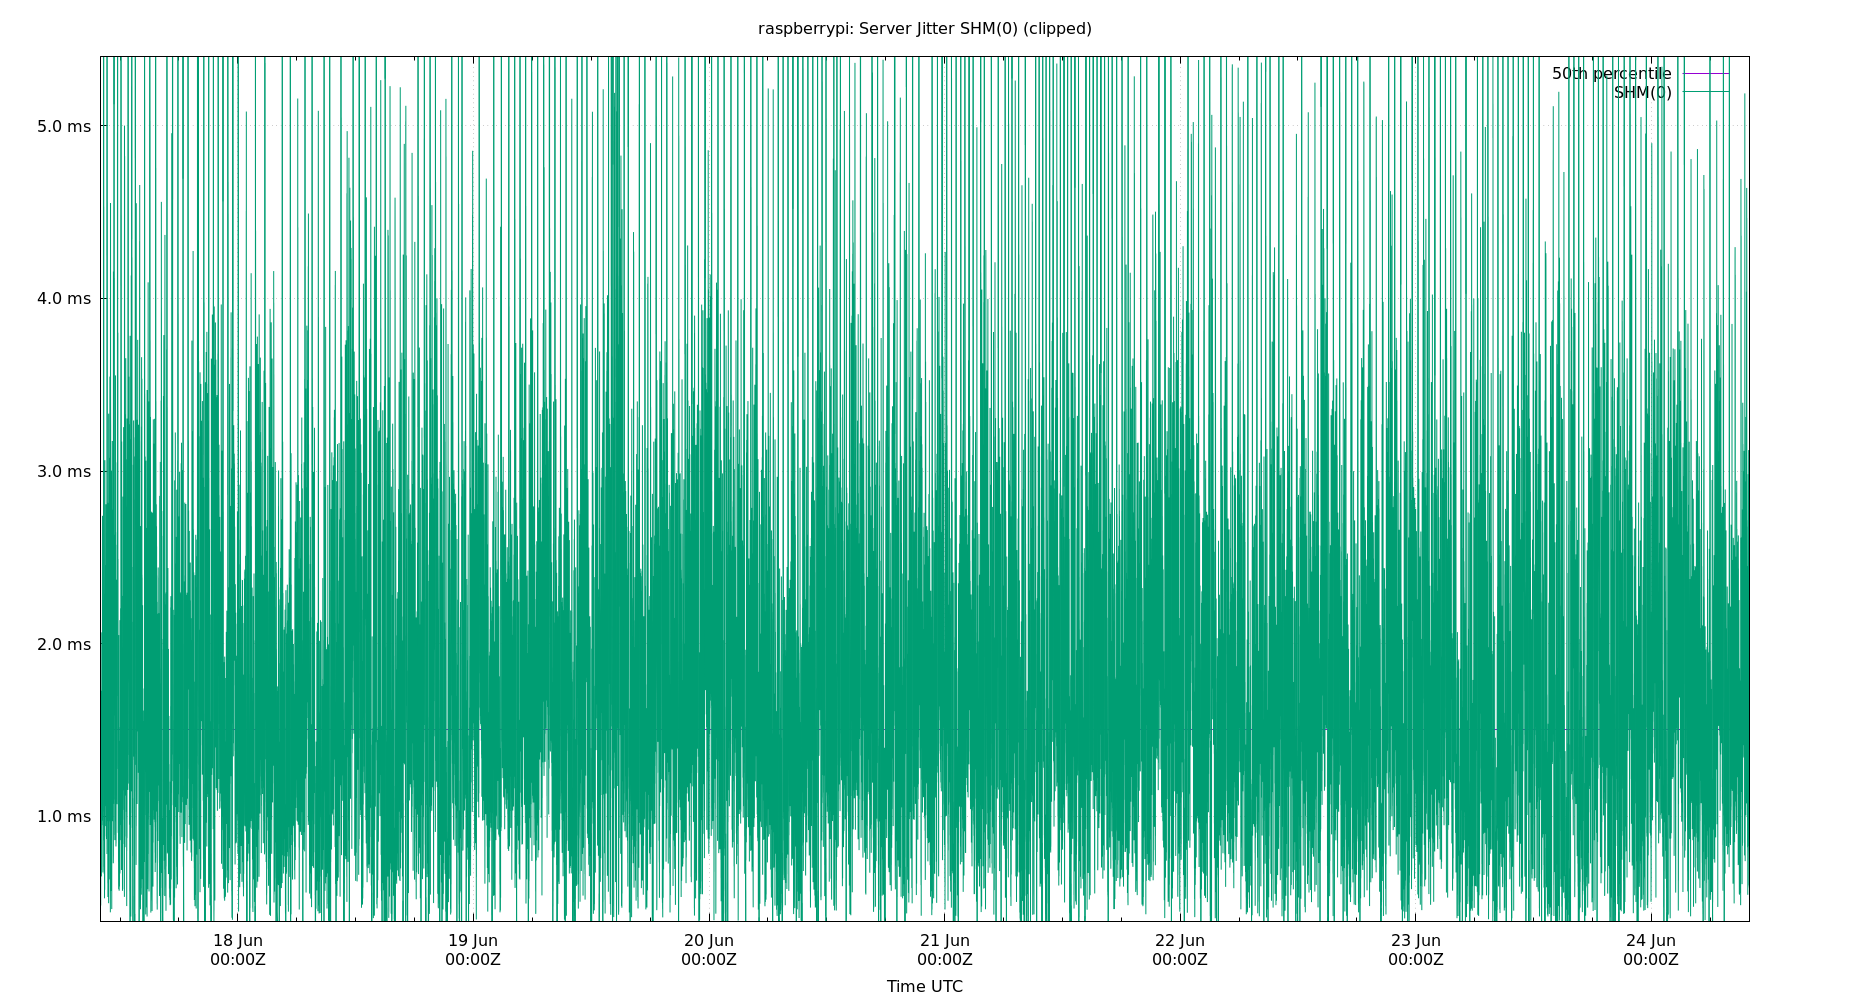 raspberrypi: Server Jitter SHM(0) (clipped)
50th percentile
SHM(0)
5.0 ms
4.0 ms
3.0 ms
2.0 ms
1.0 ms
18 Jun 19 Jun 20 Jun 21 Jun 22 Jun 23 Jun 24 Jun
00:00Z 00:00Z 00:00Z 00:00Z 00:00Z 00:00Z 00:00Z
Time UTC